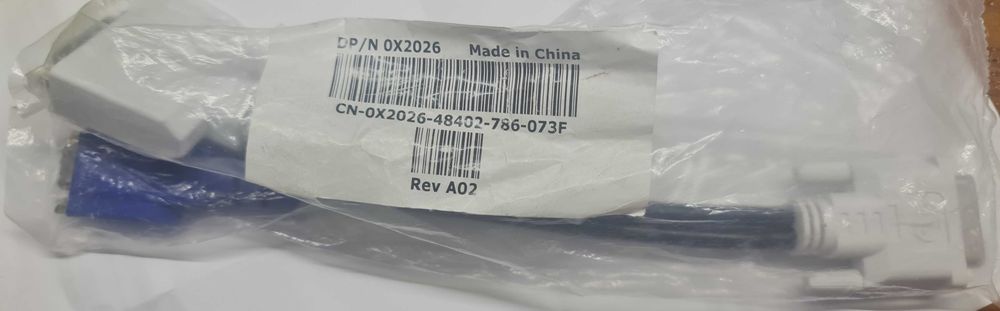 DP/N 0X2026 Made in China
CN-0X2026-48402-786-073F
Rev A02